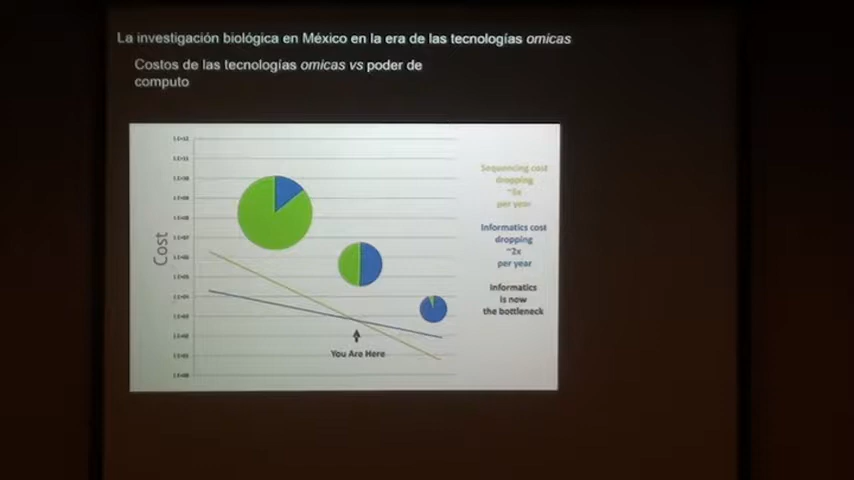 La investigación biológica en México en la era de las tecnologías omicas
Costos de las tecnologías omicas vs poder de
computo
Sequencing cost
dropping
~5x
per year
Informatics cost
dropping
~2x
per year
Informatics
is now
the bottleneck
Cost
You Are Here